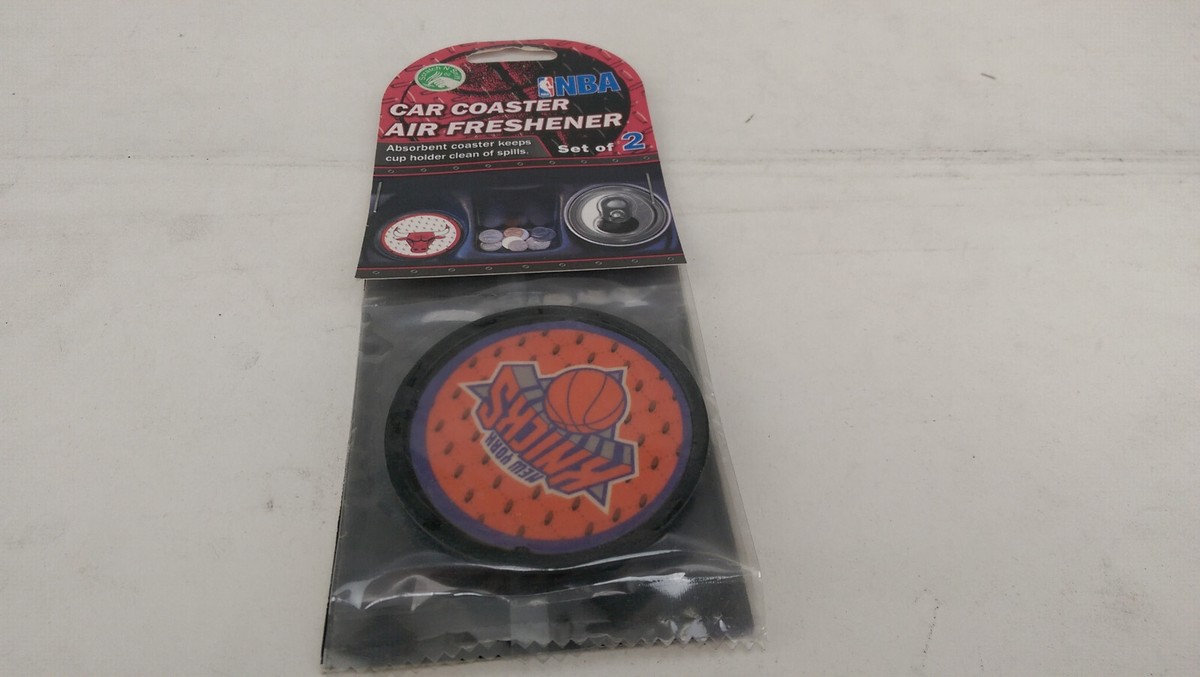 NBA
CAR COASTER
AIR FRESHENER
Absorbent coaster keeps
cup holder clean of spills.
Set of 2
NEW YORK
KNICKS